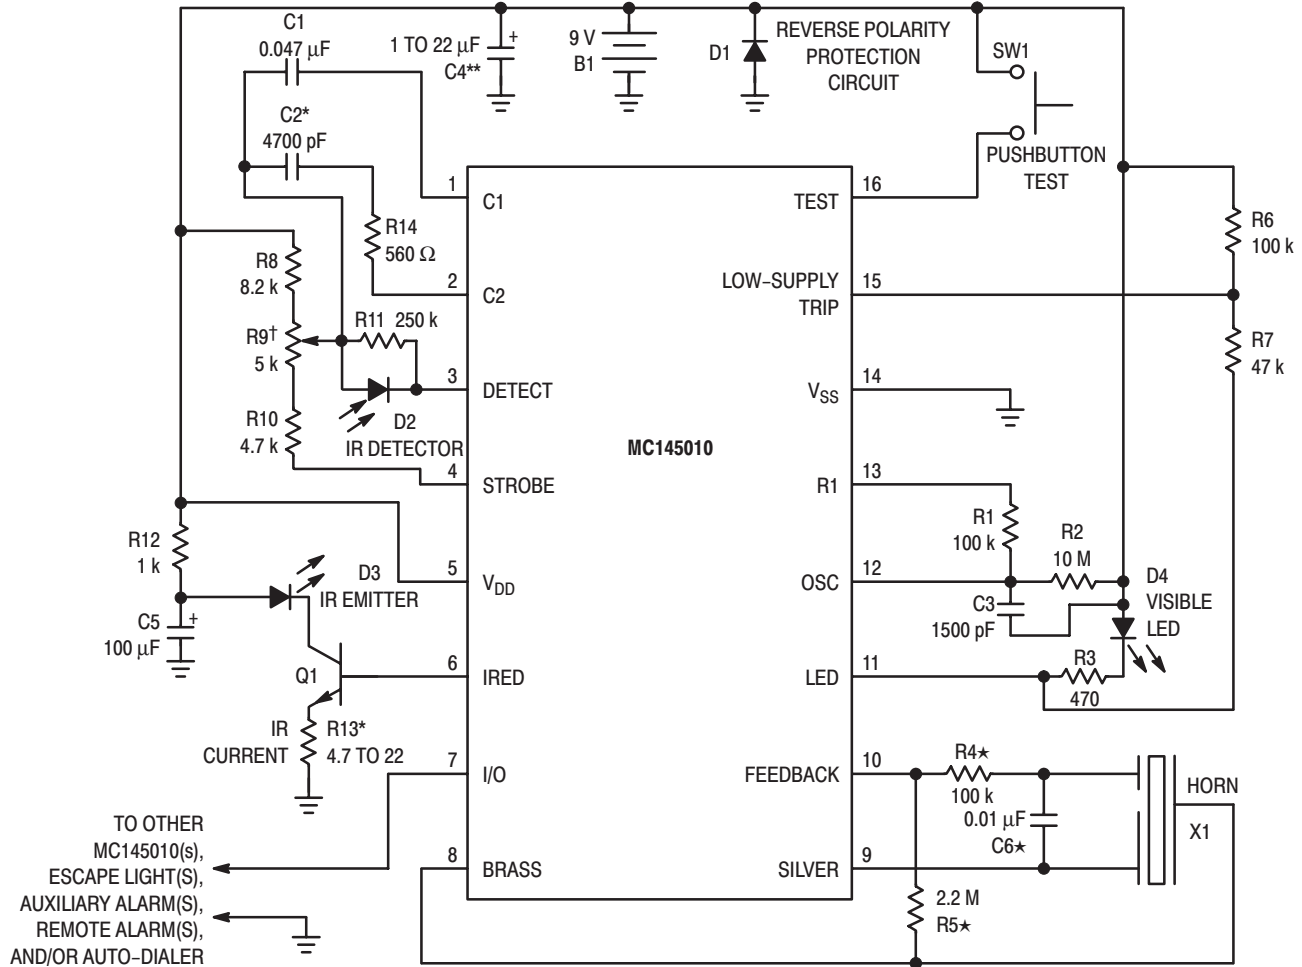 C1
0.047 μF
1 TO 22 μF
+
C4**
9 V
B1
D1
REVERSE POLARITY
PROTECTION
CIRCUIT
SW1
PUSHBUTTON
TEST
C2*
4700 pF
R14
560 Ω
R8
8.2 k
R9†
5 k
R10
4.7 k
R11 250 k
D2
IR DETECTOR
R12
1 k
C5
+
100 μF
D3
IR EMITTER
Q1
IR
CURRENT
R13*
4.7 TO 22
TO OTHER
MC145010(s),
ESCAPE LIGHT(S),
AUXILIARY ALARM(S),
REMOTE ALARM(S),
AND/OR AUTO–DIALER
MC145010
1
C1
2
C2
3
DETECT
4
STROBE
5
VDD
6
IRED
7
I/O
8
BRASS
16
TEST
15
LOW–SUPPLY
TRIP
14
VSS
13
R1
12
OSC
11
LED
10
FEEDBACK
9
SILVER
R6
100 k
R7
47 k
R1
100 k
R2
10 M
C3
1500 pF
D4
VISIBLE
LED
R3
470
R4★
100 k
0.01 μF
C6★
HORN
X1
2.2 M
R5★